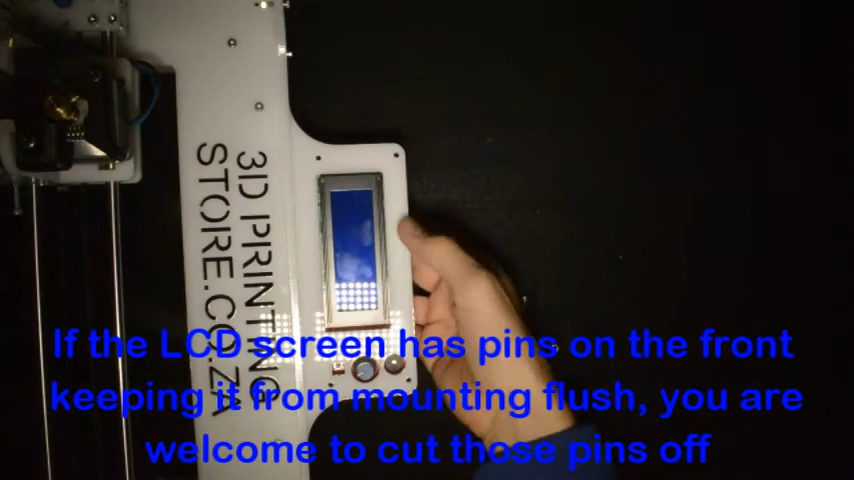 3D PRINTING
STORE.CO.ZA
If the LCD screen has pins on the front
keeping it from mounting flush, you are
welcome to cut those pins off